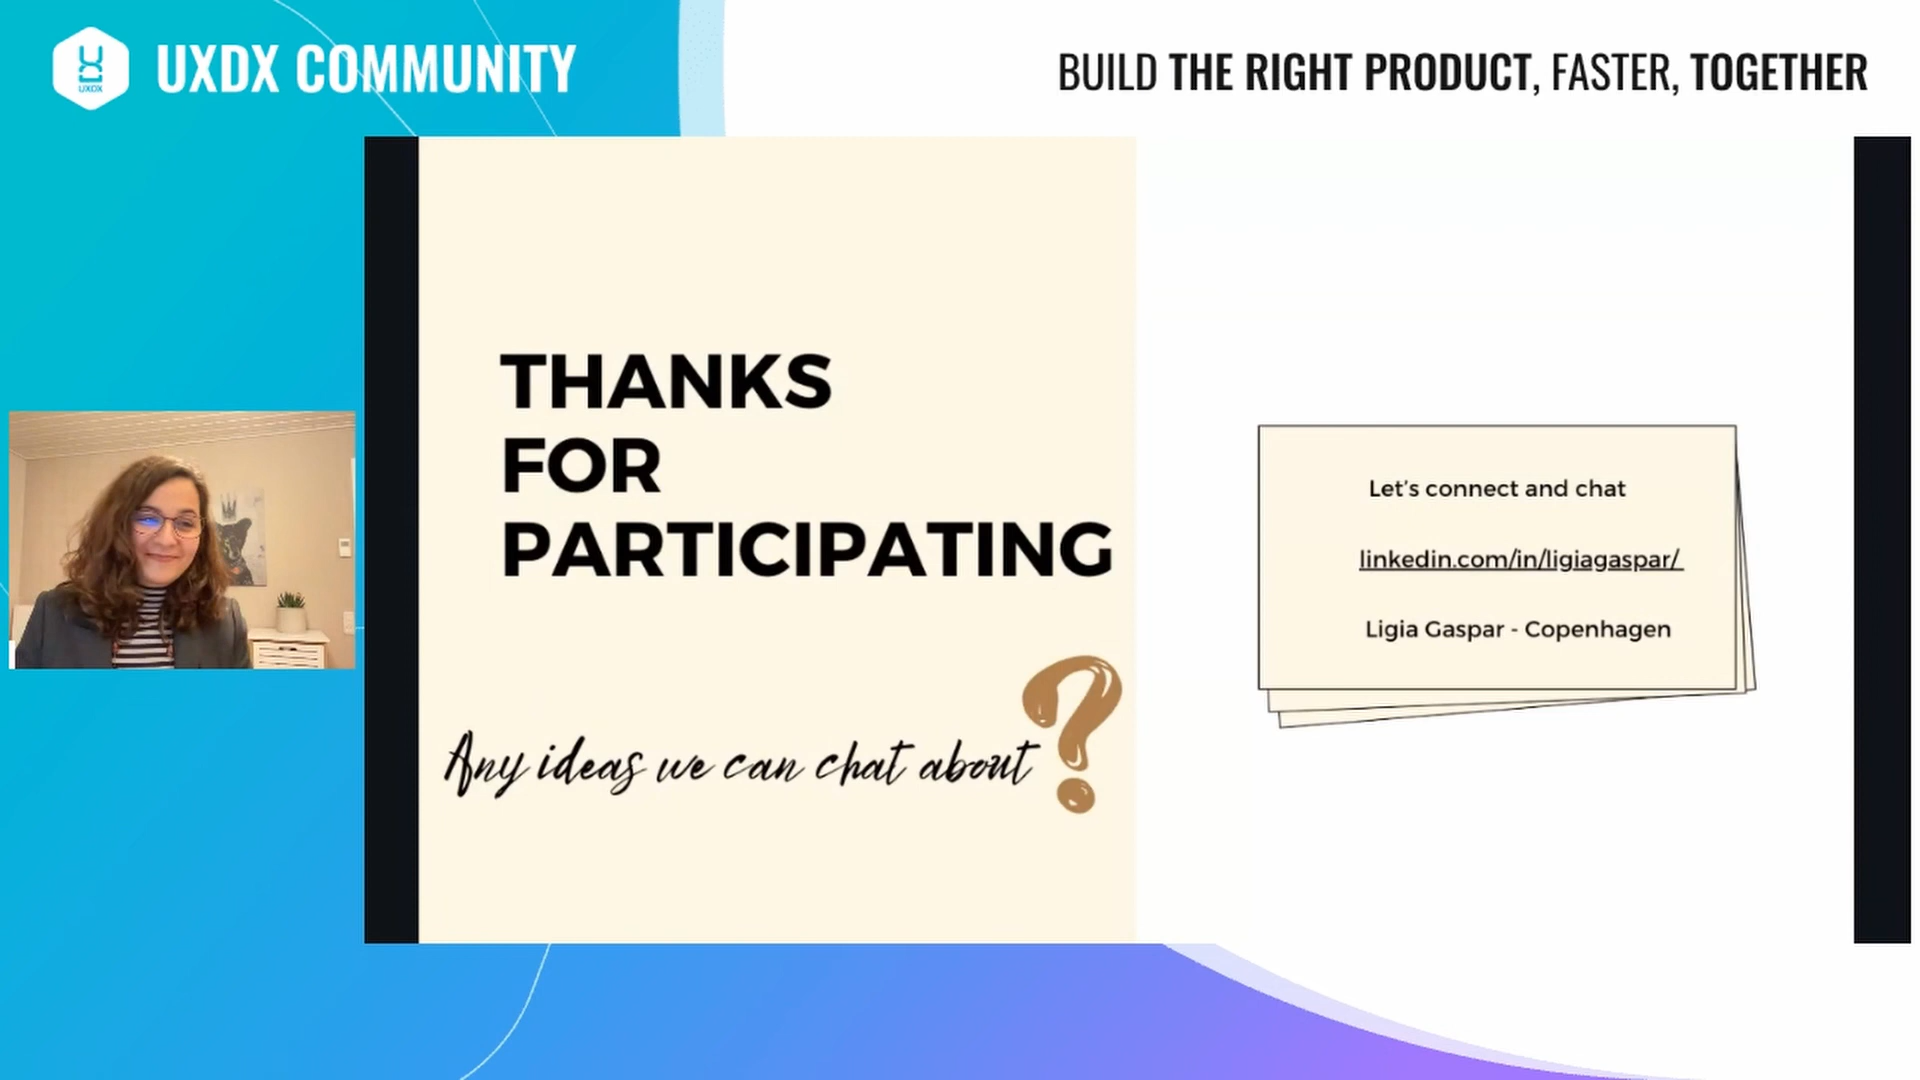 UXDX
UXDX COMMUNITY
BUILD THE RIGHT PRODUCT, FASTER, TOGETHER
THANKS
FOR
PARTICIPATING
Any ideas we can chat about?
Let's connect and chat
linkedin.com/in/ligiagaspar/
Ligia Gaspar - Copenhagen